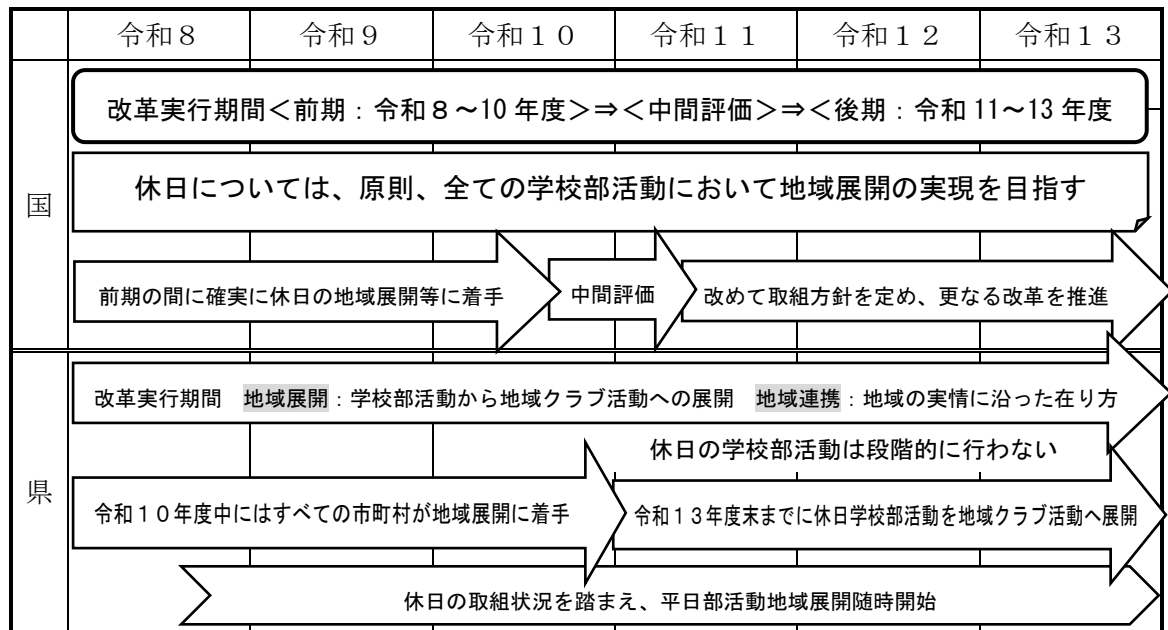 令和８ 令和９ 令和１０ 令和１１ 令和１２ 令和１３
国
改革実行期間＜前期：令和８～10年度＞⇒＜中間評価＞⇒＜後期：令和11～13年度
休日については、原則、全ての学校部活動において地域展開の実現を目指す
前期の間に確実に休日の地域展開等に着手 中間評価 改めて取組方針を定め、更なる改革を推進
県
改革実行期間 地域展開：学校部活動から地域クラブ活動への展開 地域連携：地域の実情に沿った在り方
休日の学校部活動は段階的に行わない
令和１０年度中にはすべての市町村が地域展開に着手 令和１３年度末までに休日学校部活動を地域クラブ活動へ展開
休日の取組状況を踏まえ、平日部活動地域展開随時開始